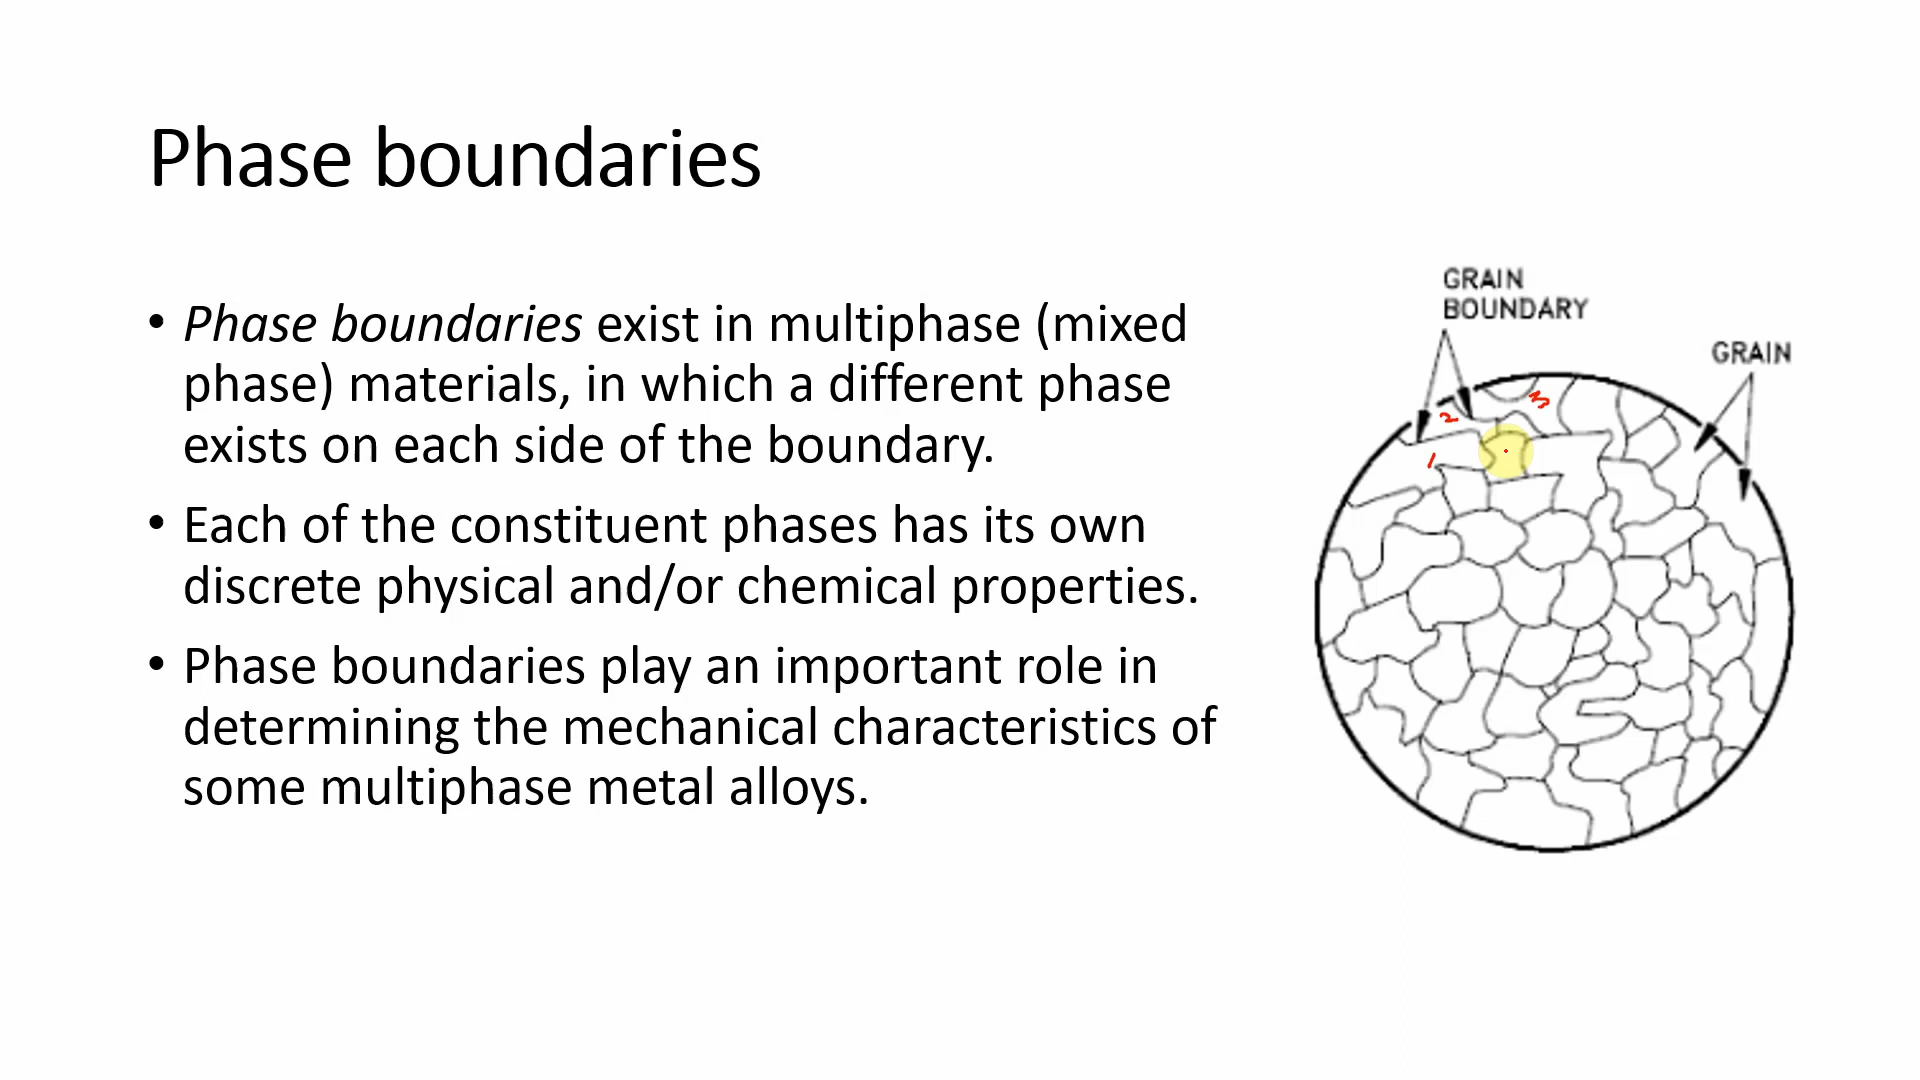 Phase boundaries
• Phase boundaries exist in multiphase (mixed
phase) materials, in which a different phase
exists on each side of the boundary.
• Each of the constituent phases has its own
discrete physical and/or chemical properties.
• Phase boundaries play an important role in
determining the mechanical characteristics of
some multiphase metal alloys.
GRAIN
BOUNDARY
GRAIN
3
2
1